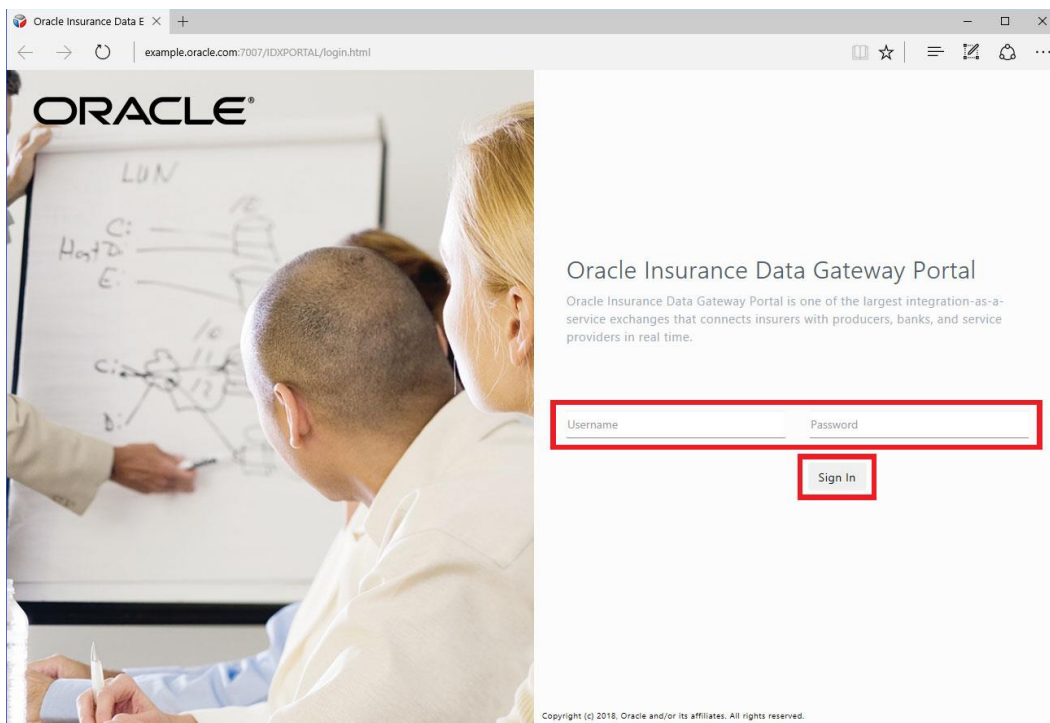 Oracle Insurance Data E
example.oracle.com:7007/IDXPORTAL/login.html
ORACLE®
LUN
C:
Host D:
E:
C:
D:
Oracle Insurance Data Gateway Portal
Oracle Insurance Data Gateway Portal is one of the largest integration-as-a-
service exchanges that connects insurers with producers, banks, and service
providers in real time.
Username Password
Sign In
Copyright (c) 2018, Oracle and/or its affiliates. All rights reserved.